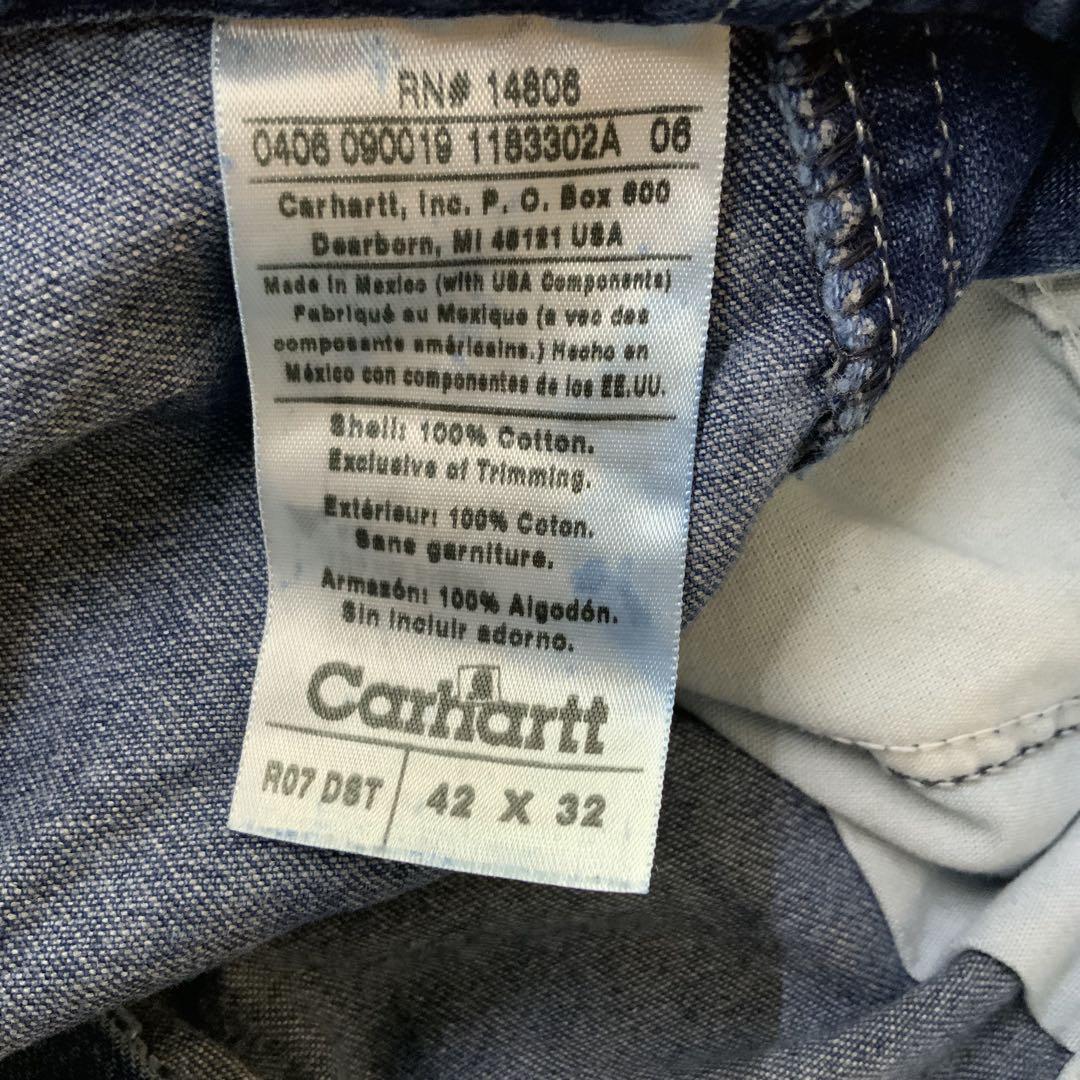 RN# 14806
0406 090019 1183302A 06
Carhartt, Inc. P. O. Box 600
Dearborn, MI 48121 USA
Made in Mexico (with USA Components)
Fabriqué au Mexique (a vec des
composants américains.) Hecho en
México con componentes de los EE.UU.
Shell: 100% Cotton.
Exclusive of Trimming.
Extérieur: 100% Coton.
Sans garniture.
Armazón: 100% Algodón.
Sin incluir adorno.
Carhartt
R07 DST 42 X 32